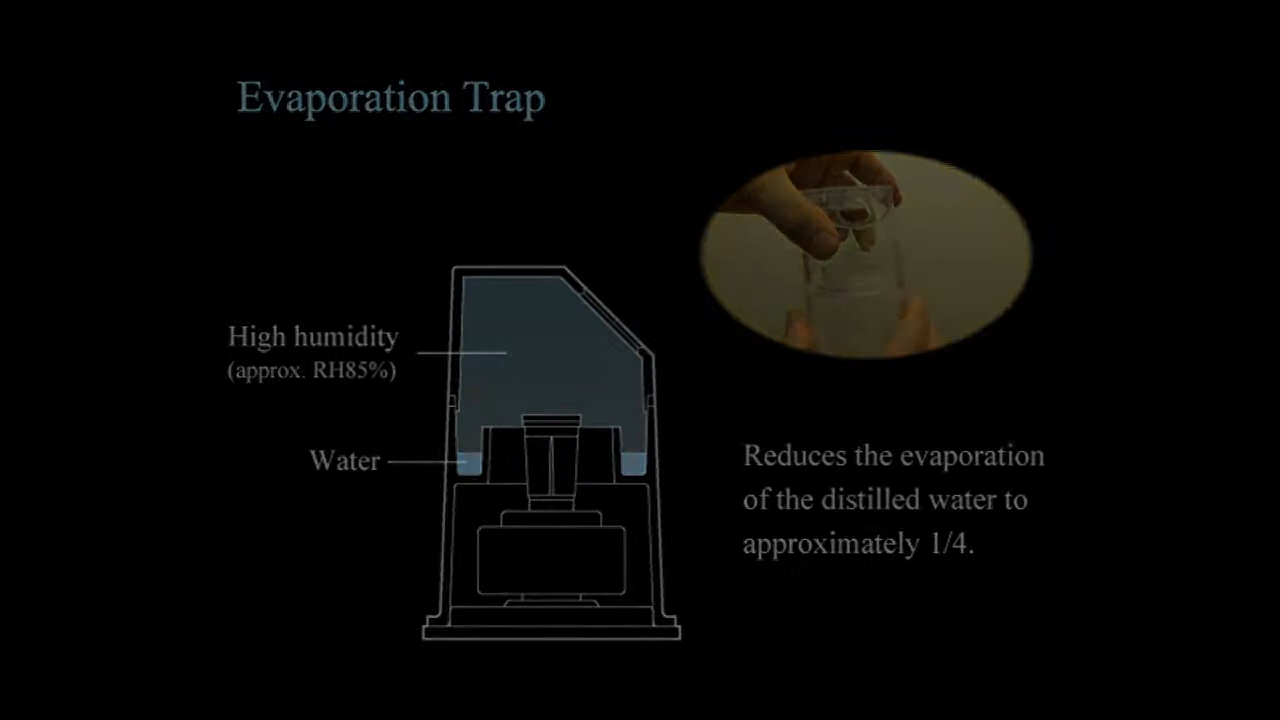 Evaporation Trap
High humidity
(approx. RH85%)
Water
Reduces the evaporation
of the distilled water to
approximately 1/4.